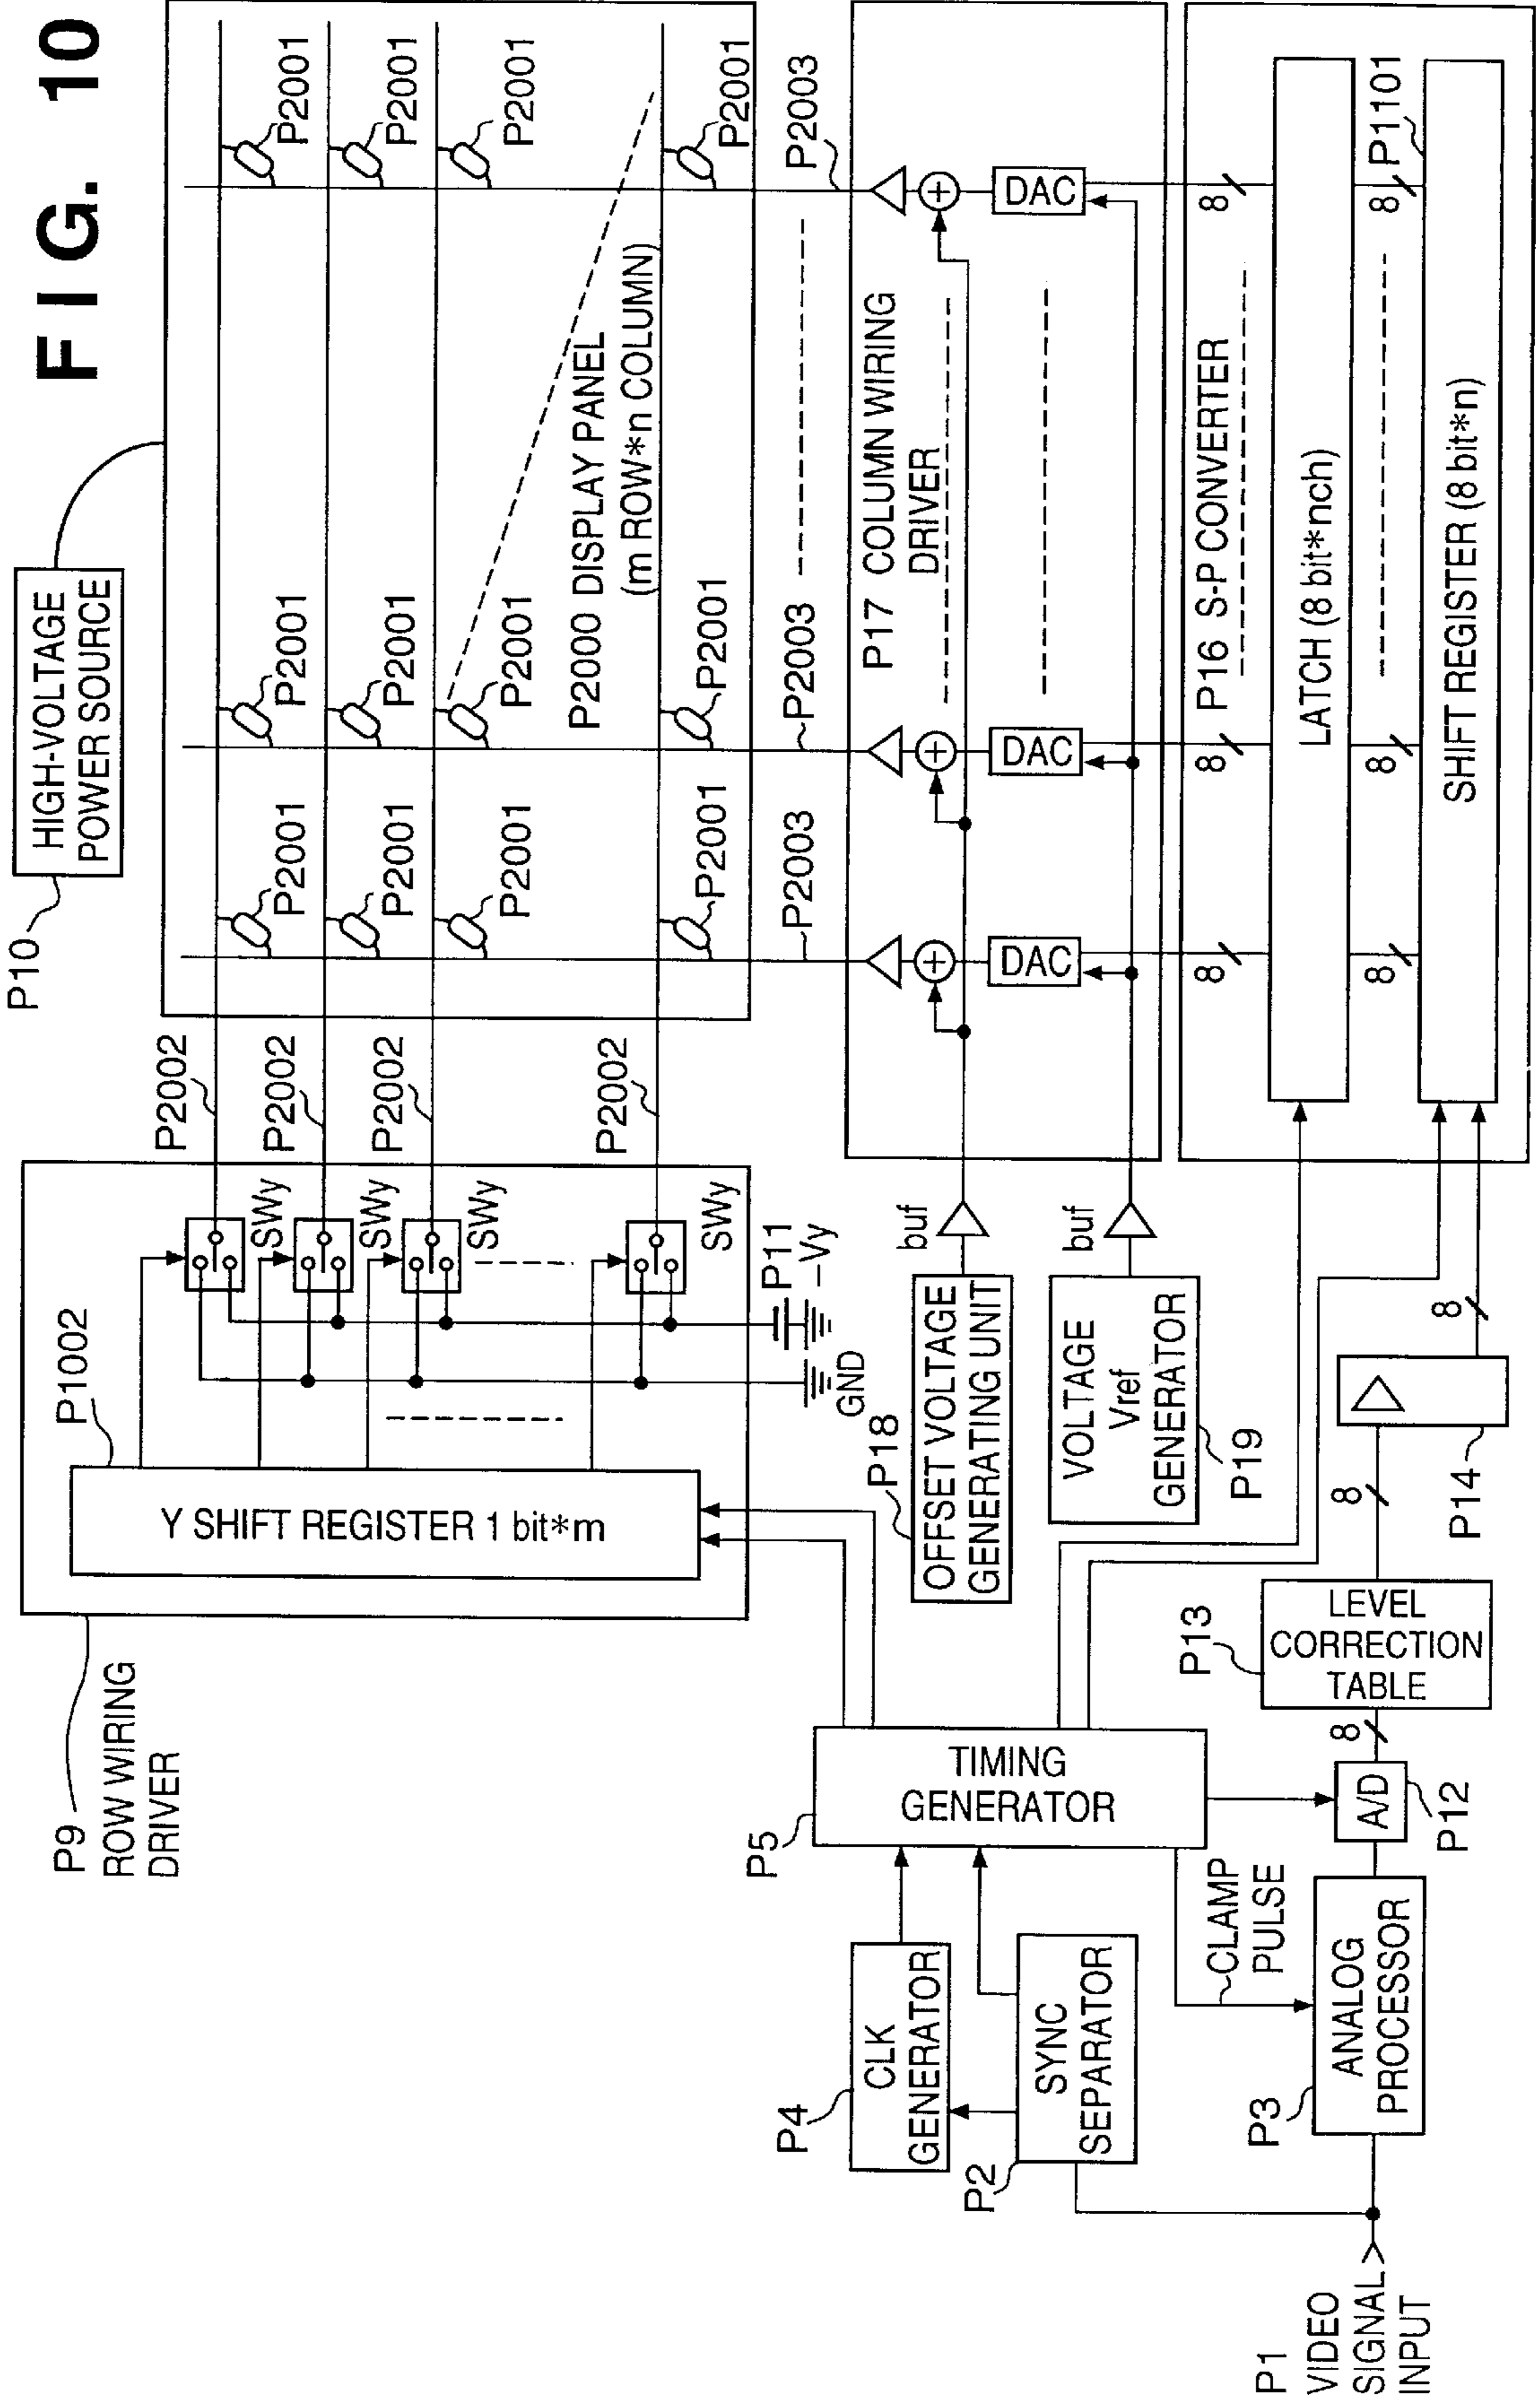 FIG. 10
P10
HIGH-VOLTAGE
POWER SOURCE
P9
ROW WIRING
DRIVER
P1002
Y SHIFT REGISTER 1 bit*m
SWy
SWy
SWy
SWy
P11
-Vy
GND
P2002
P2002
P2002
P2002
P2001
P2001
P2001
P2001
P2001
P2001
P2001
P2001
P2001
P2000 DISPLAY PANEL
(m ROW*n COLUMN)
P2001
P2001
P2001
P2003
P2003
P2003
P17 COLUMN WIRING
DRIVER
DAC
DAC
DAC
P18
OFFSET VOLTAGE
GENERATING UNIT
buf
VOLTAGE
Vref
GENERATOR
P19
buf
P16 S-P CONVERTER
8
8
8
LATCH (8 bit*nch)
8
8
8
P1101
SHIFT REGISTER (8 bit*n)
P5
TIMING
GENERATOR
P4
CLK
GENERATOR
P2
SYNC
SEPARATOR
CLAMP
PULSE
P3
ANALOG
PROCESSOR
A/D
P12
8
P13
LEVEL
CORRECTION
TABLE
8
P14
8
P1
VIDEO
SIGNAL
INPUT